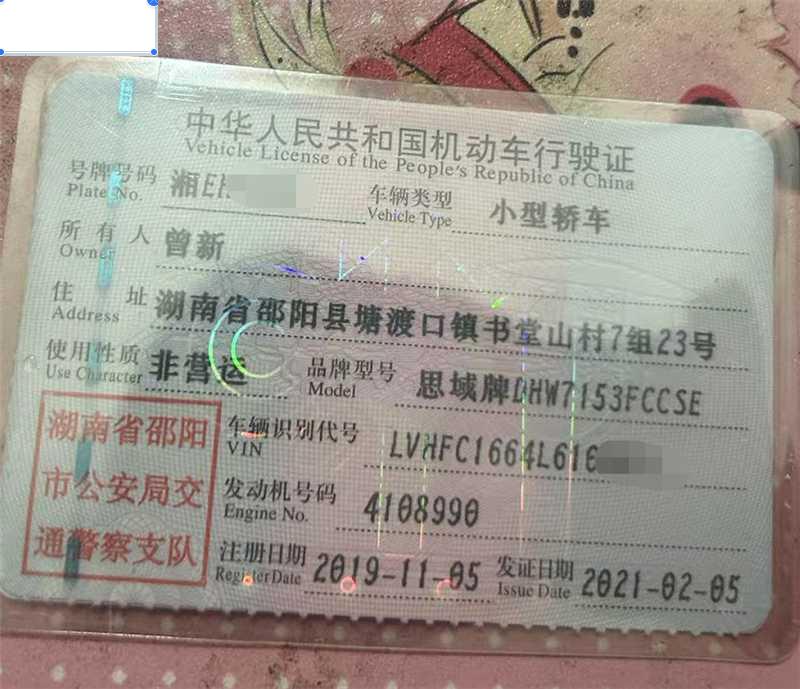 中华人民共和国机动车行驶证
Vehicle License of the People's Republic of China
号牌号码 湘EH 车辆类型 小型轿车
Plate No. Vehicle Type
所有人 曾新
Owner
住址 湖南省邵阳县塘渡口镇书堂山村7组23号
Address
使用性质 非营运 品牌型号 思域牌DHW7153FCCSE
Use Character Model
湖南省邵阳
市公安局交
通警察支队
车辆识别代号 LVHFC1664L616
VIN
发动机号码 4108990
Engine No.
注册日期 2019-11-05 发证日期 2021-02-05
Register Date Issue Date